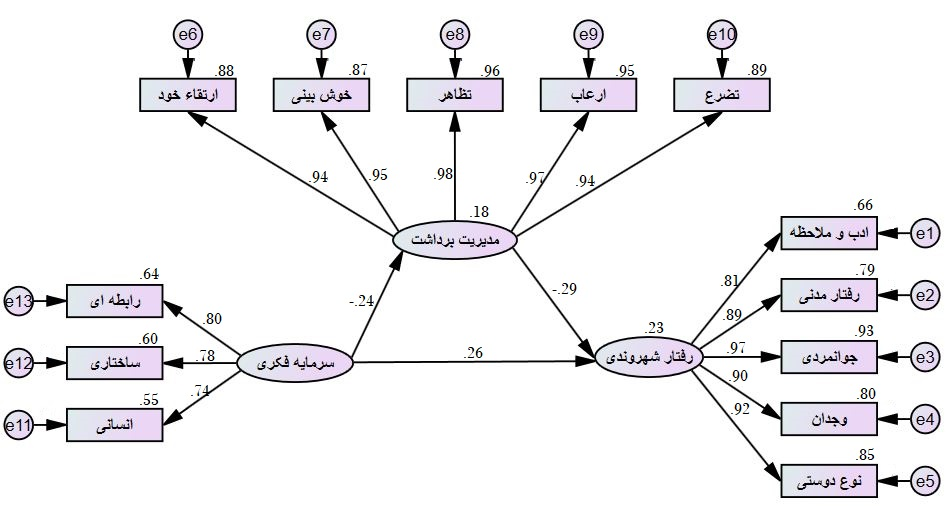 e6
e7
e8
e9
e10
.88
.87
.96
.95
.89
ارتقاء خود
خوش بینی
تظاهر
ارعاب
تضرع
.94
.95
.98
.97
.94
.18
مدیریت برداشت
.66
ادب و ملاحظه
e1
.79
رفتار مدنی
e2
.93
جوانمردی
e3
.80
وجدان
e4
.85
نوع دوستی
e5
.81
.89
.97
.90
.92
.23
رفتار شهروندی
-.24
-.29
.26
.64
رابطه ای
e13
.60
ساختاری
e12
.55
انسانی
e11
.80
.78
.74
سرمایه فکری